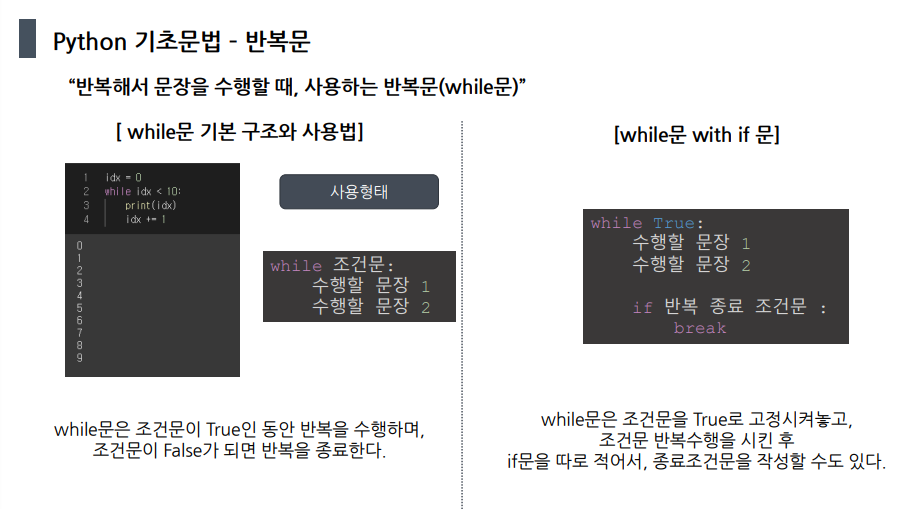 Python 기초문법 - 반복문
“반복해서 문장을 수행할 때, 사용하는 반복문(while문)”
[ while문 기본 구조와 사용법]
1 idx = 0
2 while idx < 10:
3 print(idx)
4 idx += 1
0
1
2
3
4
5
6
7
8
9
사용형태
while 조건문:
수행할 문장 1
수행할 문장 2
while문은 조건문이 True인 동안 반복을 수행하며,
조건문이 False가 되면 반복을 종료한다.
[while문 with if 문]
while True:
수행할 문장 1
수행할 문장 2
if 반복 종료 조건문 :
break
while문은 조건문을 True로 고정시켜놓고,
조건문 반복수행을 시킨 후
if문을 따로 적어서, 종료조건문을 작성할 수도 있다.